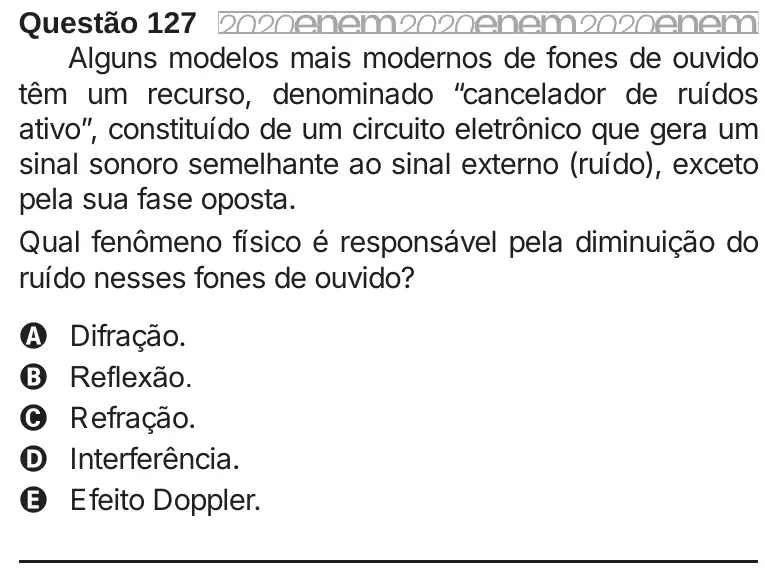 Questão 127 2020enem2020enem2020enem
Alguns modelos mais modernos de fones de ouvido
têm um recurso, denominado “cancelador de ruídos
ativo”, constituído de um circuito eletrônico que gera um
sinal sonoro semelhante ao sinal externo (ruído), exceto
pela sua fase oposta.
Qual fenômeno físico é responsável pela diminuição do
ruído nesses fones de ouvido?
A Difração.
B Reflexão.
C Refração.
D Interferência.
E Efeito Doppler.